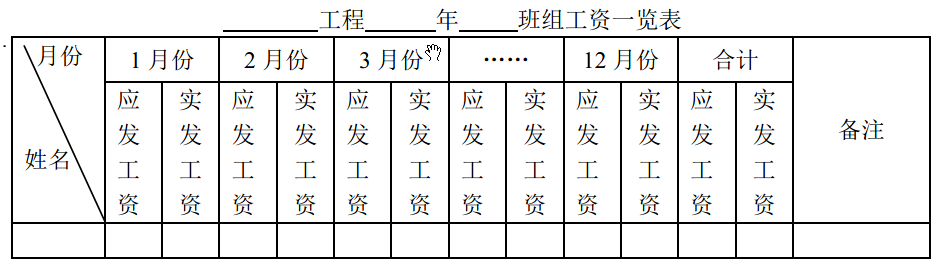 ______工程______年______班组工资一览表
月份 1月份 2月份 3月份 …… 12月份 合计 备注
姓名 应发工资 实发工资 应发工资 实发工资 应发工资 实发工资 应发工资 实发工资 应发工资 实发工资 应发工资 实发工资